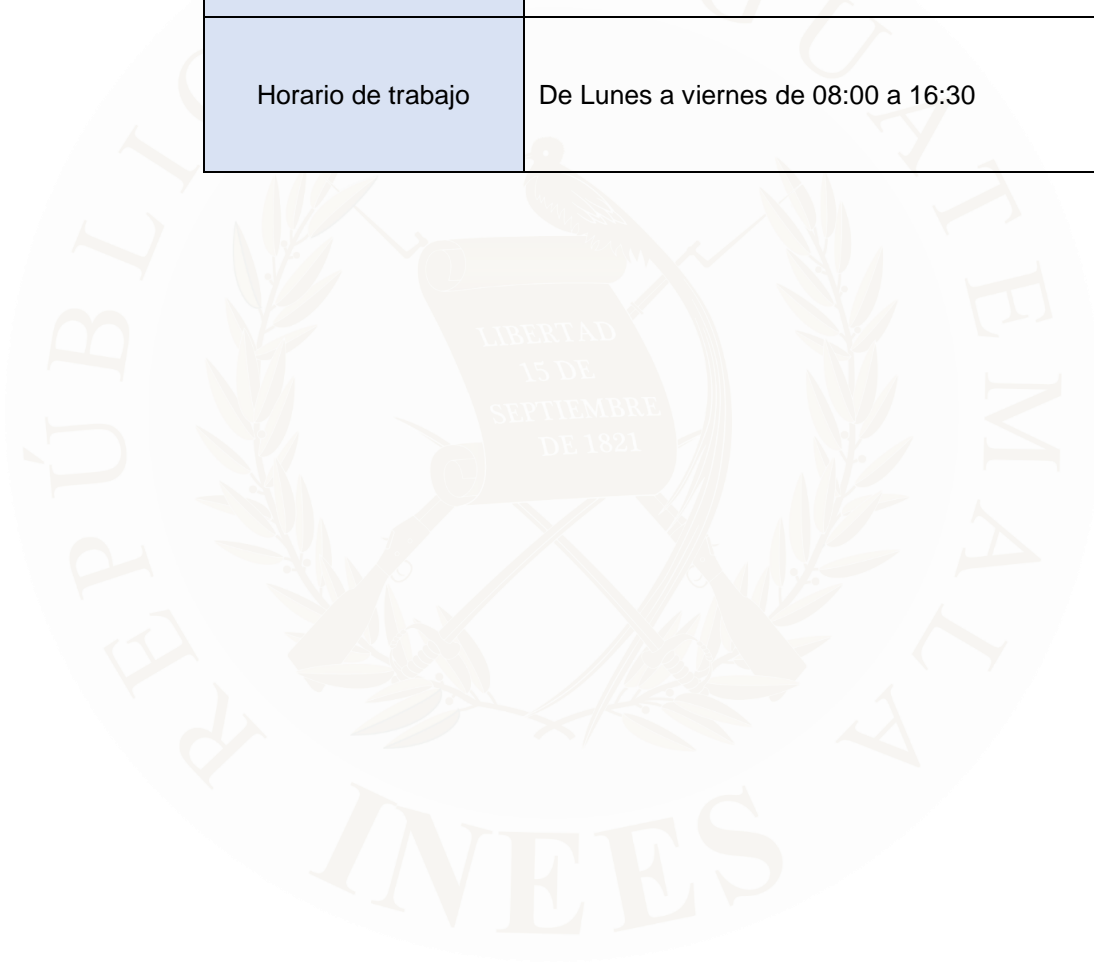 Horario de trabajo
De Lunes a viernes de 08:00 a 16:30
REPÚBLICA GUATEMALA
LIBERTAD
15 DE
SEPTIEMBRE
DE 1821
INEES